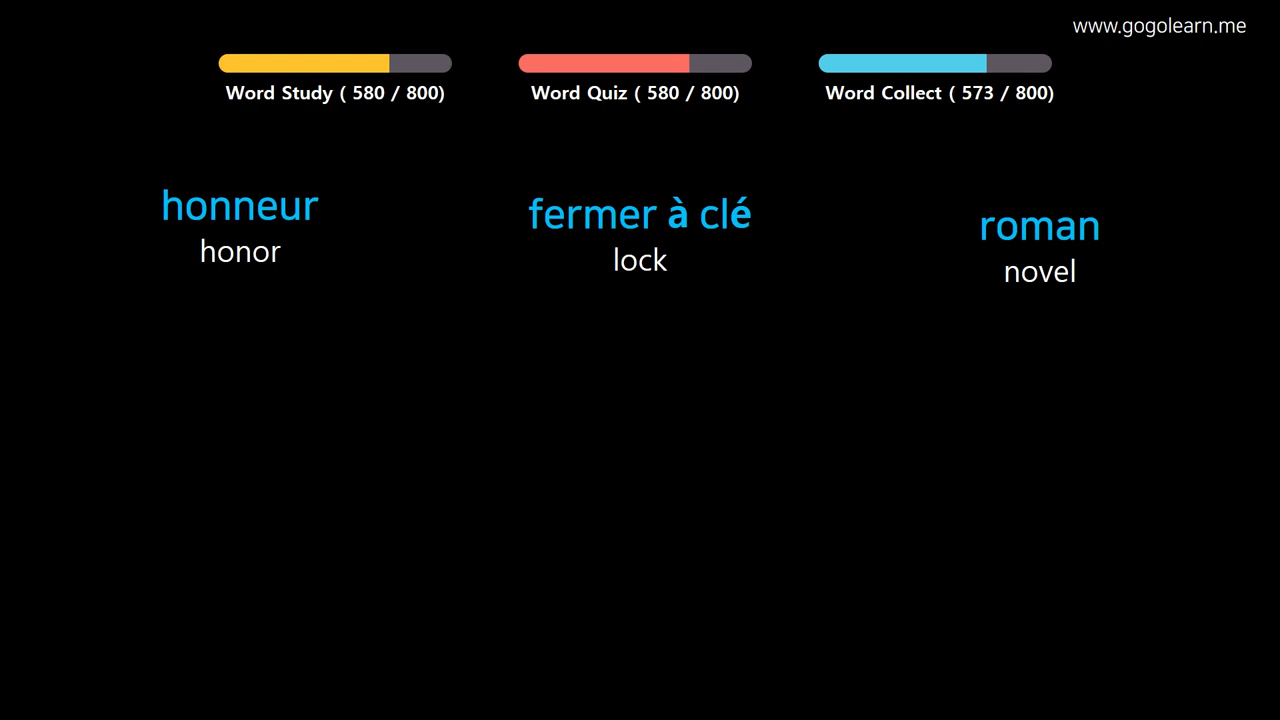 www.gogolearn.me
Word Study ( 580 / 800)
Word Quiz ( 580 / 800)
Word Collect ( 573 / 800)
honneur
honor
fermer à clé
lock
roman
novel